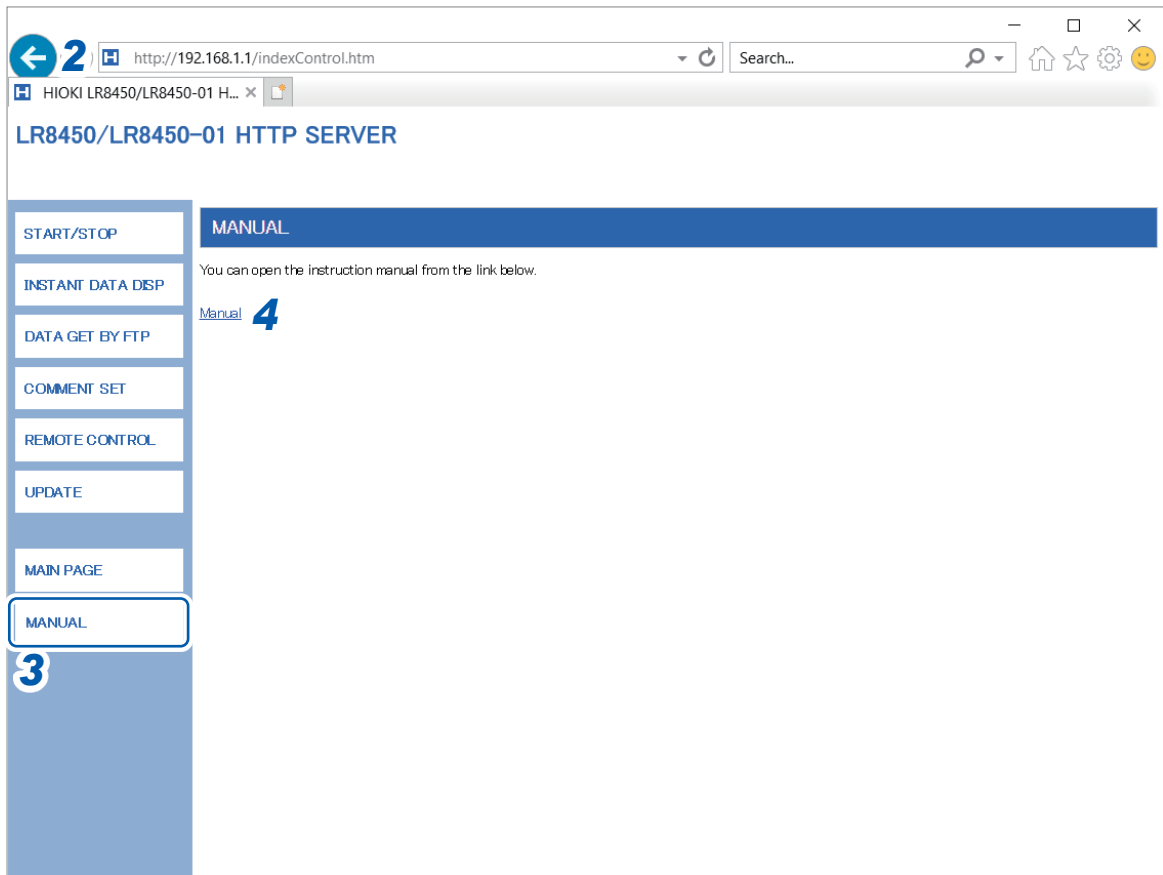 2 http://192.168.1.1/indexControl.htm Search...
HIOKI LR8450/LR8450-01 H...
LR8450/LR8450-01 HTTP SERVER
START/STOP
INSTANT DATA DISP
DATA GET BY FTP
COMMENT SET
REMOTE CONTROL
UPDATE
MAIN PAGE
MANUAL
3
MANUAL
You can open the instruction manual from the link below.
Manual 4